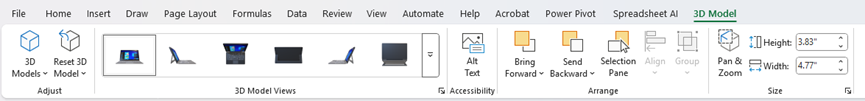 File Home Insert Draw Page Layout Formulas Data Review View Automate Help Acrobat Power Pivot Spreadsheet AI 3D Model
3D Models
Reset 3D Model
Alt Text
Bring Forward
Send Backward
Selection Pane
Align
Group
Pan & Zoom
Height: 3.83"
Width: 4.77"
Adjust 3D Model Views Accessibility Arrange Size